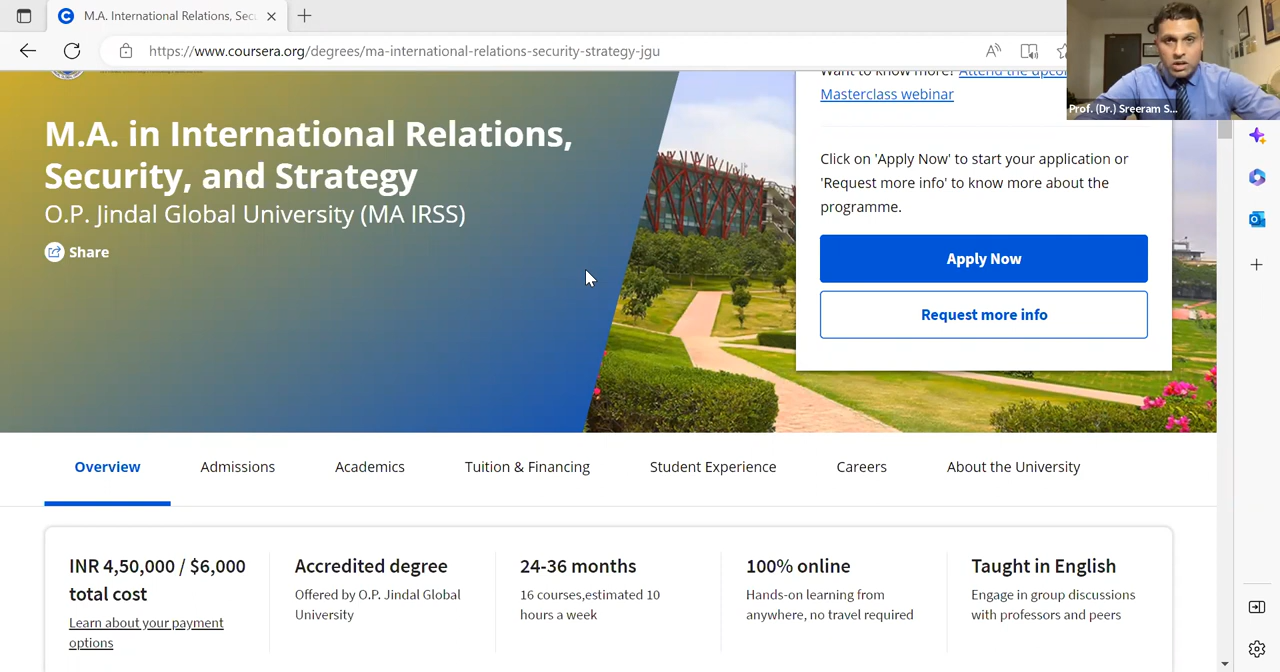 M.A. in International Relations, Sec
https://www.coursera.org/degrees/ma-international-relations-security-strategy-jgu
Prof. (Dr.) Sreeram S...
Want to know more? Attend the upco
Masterclass webinar
M.A. in International Relations,
Security, and Strategy
O.P. Jindal Global University (MA IRSS)
Share
Click on 'Apply Now' to start your application or
'Request more info' to know more about the
programme.
Apply Now
Request more info
Overview
Admissions
Academics
Tuition & Financing
Student Experience
Careers
About the University
INR 4,50,000 / $6,000
total cost
Learn about your payment
options
Accredited degree
Offered by O.P. Jindal Global
University
24-36 months
16 courses,estimated 10
hours a week
100% online
Hands-on learning from
anywhere, no travel required
Taught in English
Engage in group discussions
with professors and peers